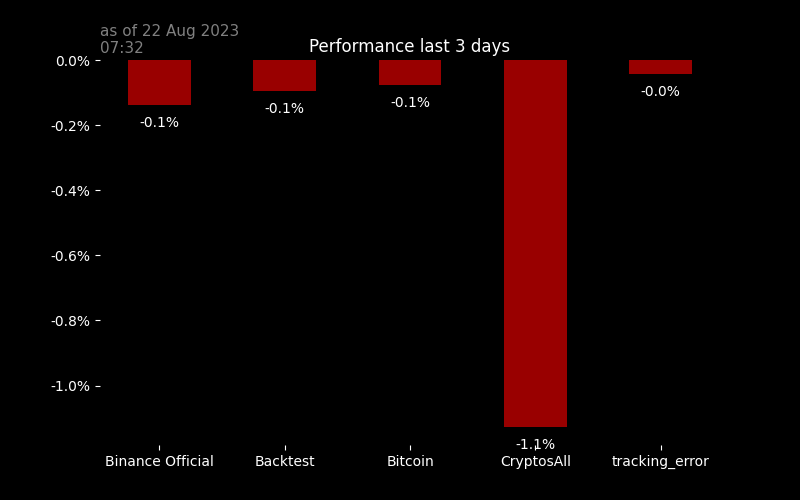 as of 22 Aug 2023
07:32
Performance last 3 days
0.0%
-0.2%
-0.4%
-0.6%
-0.8%
-1.0%
-0.1%
-0.1%
-0.1%
-1.1%
-0.0%
Binance Official
Backtest
Bitcoin
CryptosAll
tracking_error